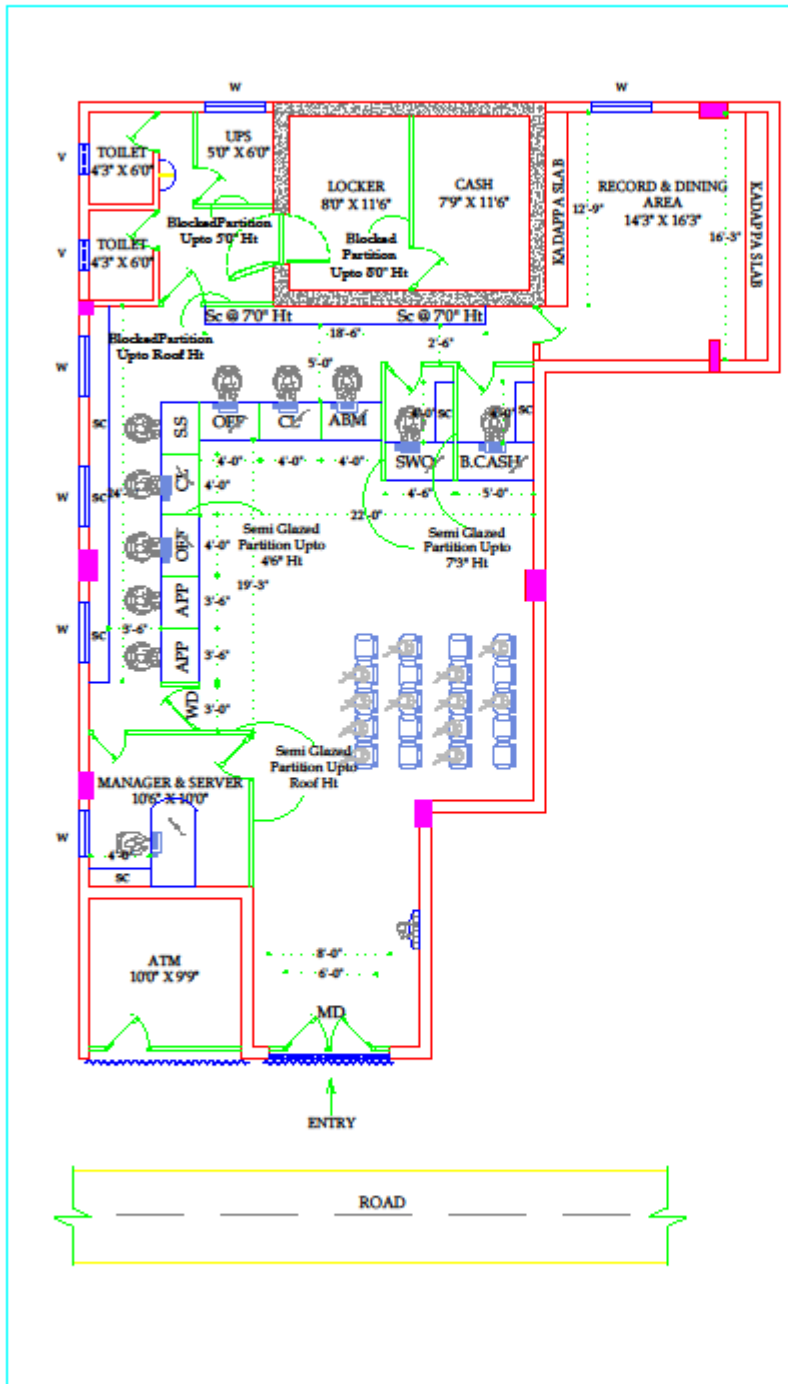 W
W
UPS
5'0" X 6'0"
V
TOILET
4'3" X 6'0"
LOCKER
8'0" X 11'6"
CASH
7'9" X 11'6"
KADAPPA SLAB
RECORD & DINING
AREA
14'3" X 16'3"
KADAPPA SLAB
12'-9"
16'-3"
BlockedPartition
Upto 5'0" Ht
Blocked
Partition
Upto 8'0" Ht
V
TOILET
4'3" X 6'0"
Sc @ 7'0" Ht
Sc @ 7'0" Ht
18'-6"
2'-6"
BlockedPartition
Upto Roof Ht
W
5'-0"
SC
S.S
OEF
CL
ABM
SC
SC
SWO
B.CASH
4'-0"
4'-0"
4'-0"
CL
4'-0"
4'-6"
5'-0"
W
SC
22'-0"
Semi Glazed
Partition Upto
4'6" Ht
Semi Glazed
Partition Upto
7'3" Ht
OEF
4'-0"
19'-3"
APP
3'-6"
W
SC
3'-6"
APP
3'-6"
WD
3'-0"
Semi Glazed
Partition Upto
Roof Ht
MANAGER & SERVER
10'6" X 10'0"
W
4'-0"
SC
ATM
10'0" X 9'9"
8'-0"
6'-0"
MD
ENTRY
ROAD